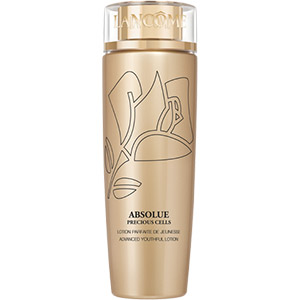 LANCÔME
ABSOLUE
PRECIOUS CELLS
LOTION PARFAITE DE JEUNESSE
ADVANCED YOUTHFUL LOTION